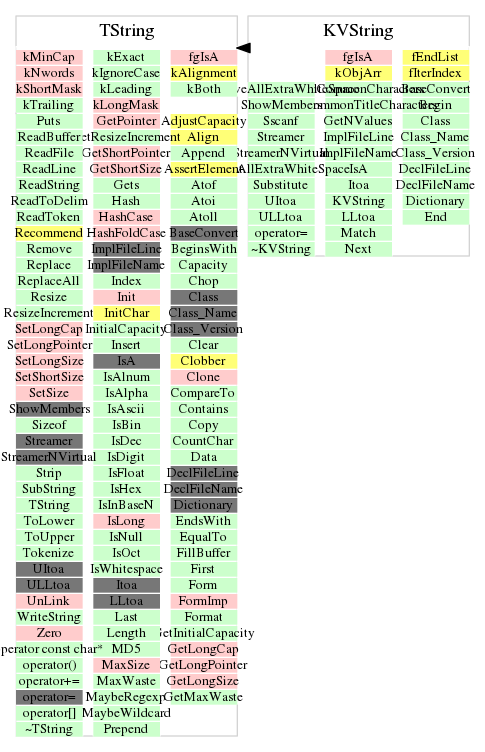 TString KVString
kMinCap kExact fgIsA fgIsA fEndList
kNwords kIgnoreCase kAlignment kObjArr fIterIndex
kShortMask kLeading kBoth BaseConvert
kTrailing kLongMask ShowMembers Begin
Puts GetPointer AdjustCapacity Sscanf GetNValues Class
ReadBuffer Align Streamer ImplFileLine Class_Name
ReadFile GetShortPointer Append StreamerNVirtual ImplFileName Class_Version
ReadLine GetShortSize AssertElement IsA DeclFileLine
ReadString Gets Atof Substitute Itoa DeclFileName
ReadToDelim Hash Atoi UItoa KVString Dictionary
ReadToken HashCase Atoll ULLtoa LLtoa End
Recommend HashFoldCase BaseConvert operator= Match
Remove ImplFileLine BeginsWith ~KVString Next
Replace ImplFileName Capacity
ReplaceAll Index Chop
Resize Init Class
ResizeIncrement InitChar Class_Name
SetLongCap InitialCapacity Class_Version
SetLongPointer Insert Clear
SetLongSize IsA Clobber
SetShortSize IsAlnum Clone
SetSize IsAlpha CompareTo
ShowMembers IsAscii Contains
Sizeof IsBin Copy
Streamer IsDec CountChar
StreamerNVirtual IsDigit Data
Strip IsFloat DeclFileLine
SubString IsHex DeclFileName
TString IsInBaseN Dictionary
ToLower IsLong EndsWith
ToUpper IsNull EqualTo
Tokenize IsOct FillBuffer
UItoa IsWhitespace First
ULLtoa Itoa Form
UnLink LLtoa FormImp
WriteString Last Format
Zero Length GetInitialCapacity
perator const char* MD5 GetLongCap
operator() MaxSize GetLongPointer
operator+= MaxWaste GetLongSize
operator= MaybeRegexp GetMaxWaste
operator[] MaybeWildcard
~TString Prepend